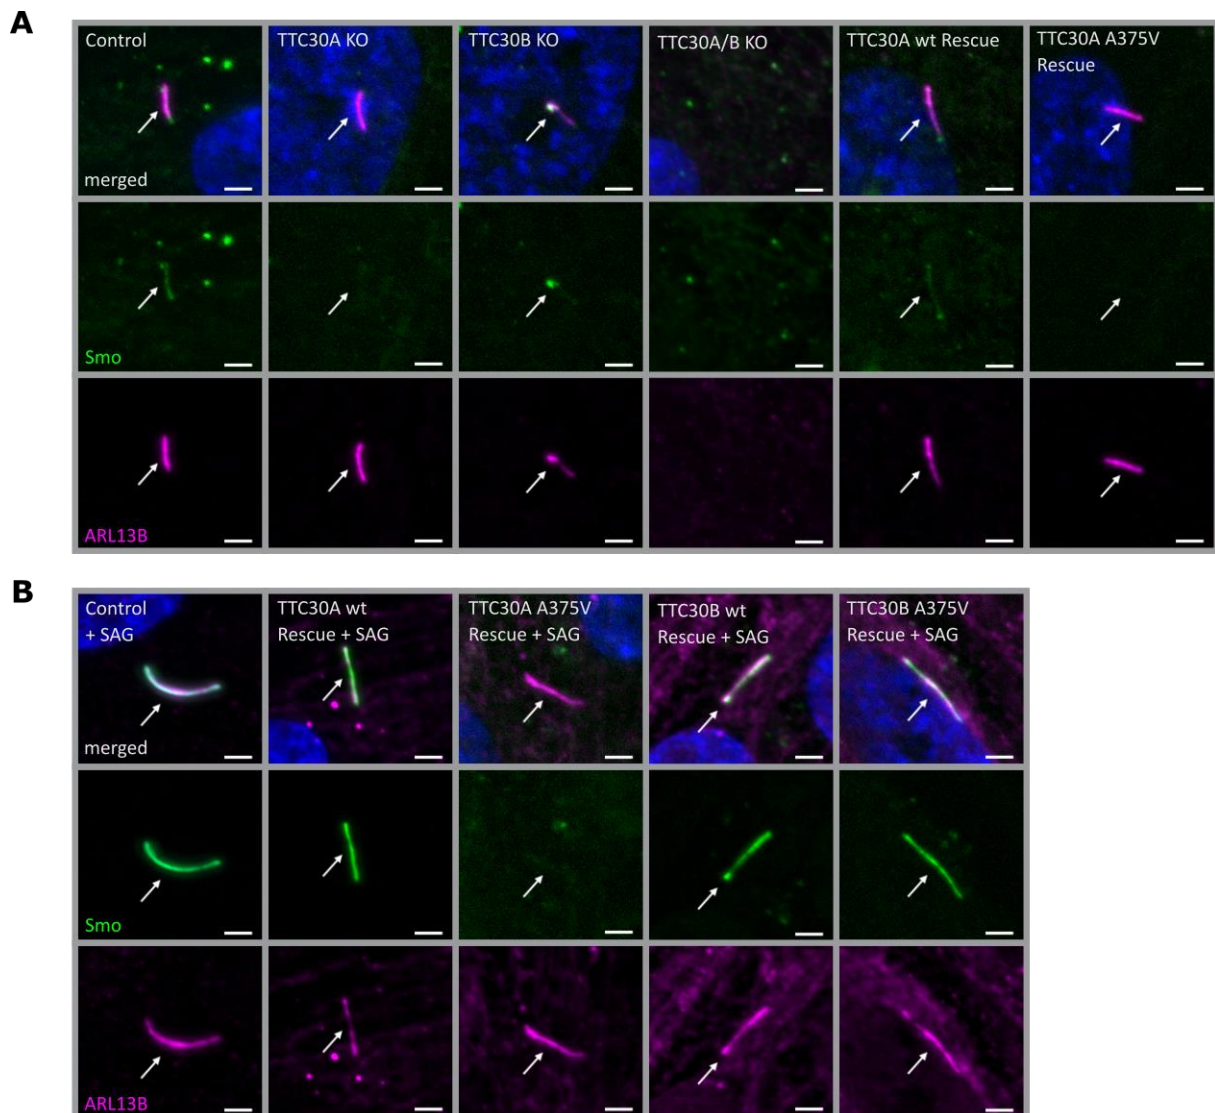 A
Control
TTC30A KO
TTC30B KO
TTC30A/B KO
TTC30A wt Rescue
TTC30A A375V
Rescue
merged
Smo
ARL13B
B
Control
+ SAG
TTC30A wt
Rescue + SAG
TTC30A A375V
Rescue + SAG
TTC30B wt
Rescue + SAG
TTC30B A375V
Rescue + SAG
merged
Smo
ARL13B